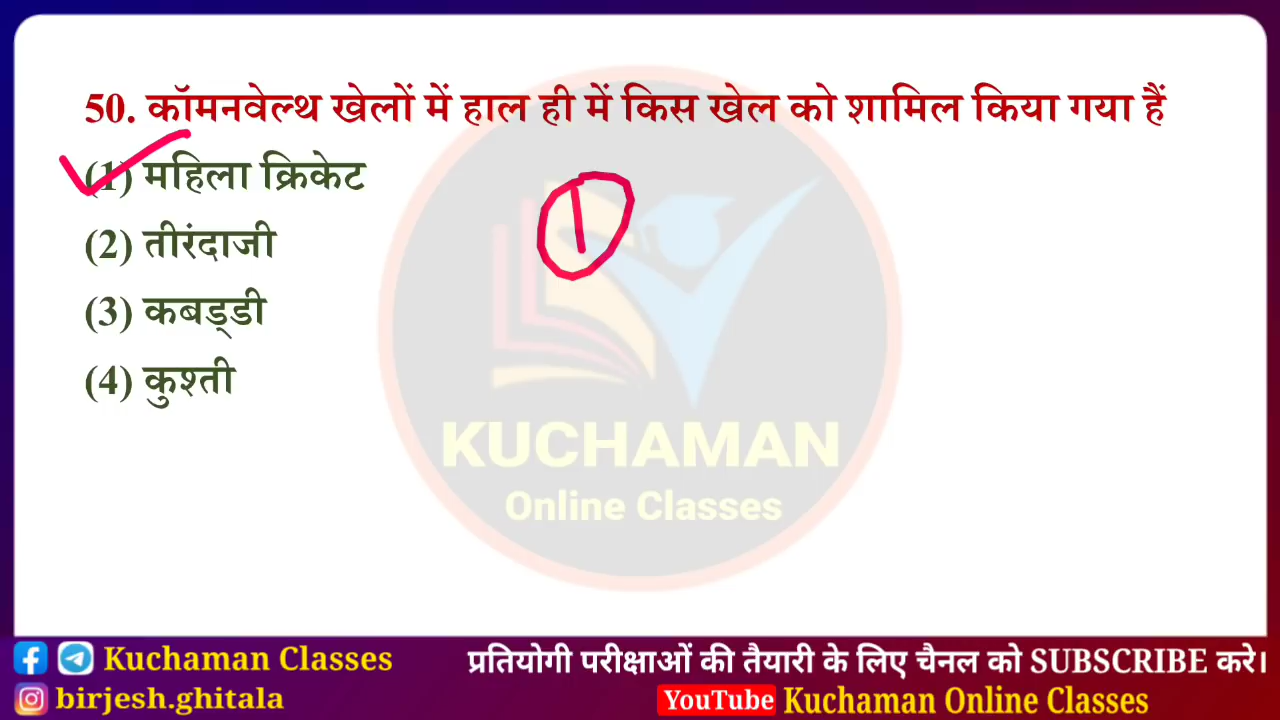 50. कॉमनवेल्थ खेलों में हाल ही में किस खेल को शामिल किया गया हैं
(1) महिला क्रिकेट
(2) तीरंदाजी
(3) कबड्डी
(4) कुश्ती
1
KUCHAMAN
Online Classes
Kuchaman Classes
birjesh.ghitala
प्रतियोगी परीक्षाओं की तैयारी के लिए चैनल को SUBSCRIBE करे।
YouTube Kuchaman Online Classes